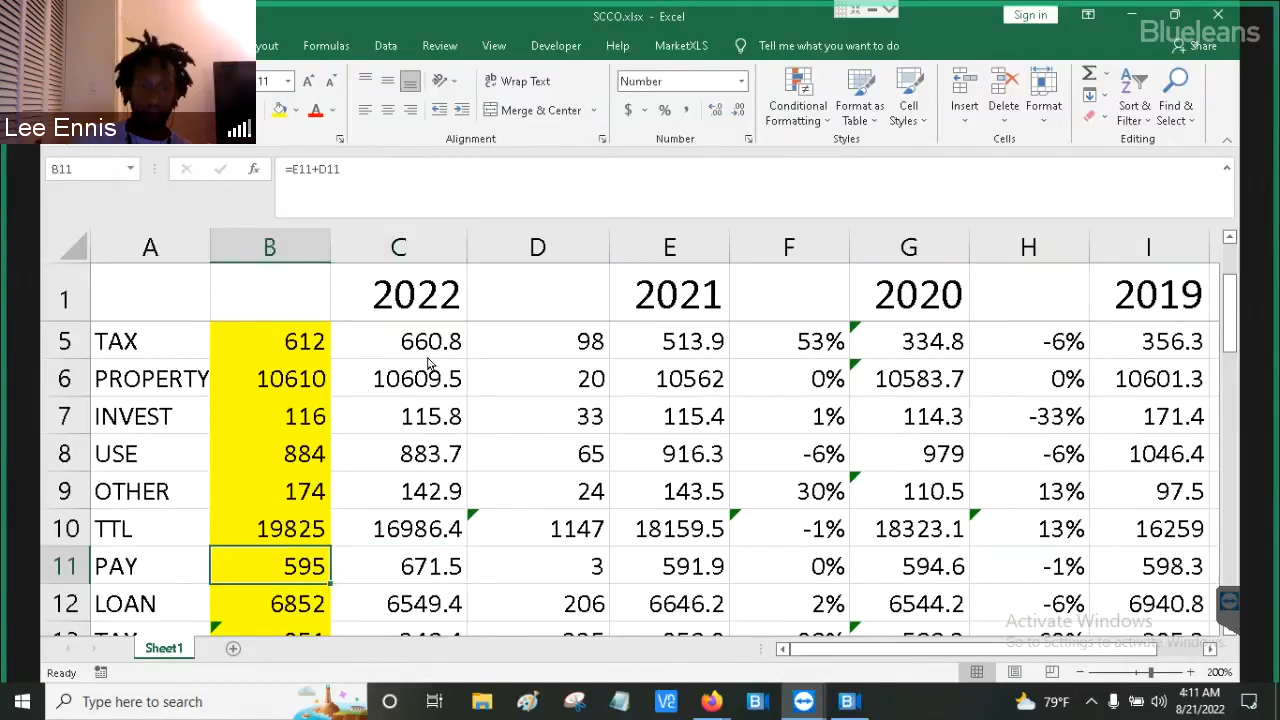 SCCO.xlsx - Excel
Sign in
BlueJeans
yout Formulas Data Review View Developer Help MarketXLS Tell me what you want to do Share
11 Wrap Text Number
Merge & Center $ % Conditional Formatting Format as Table Cell Styles Insert Delete Format Sort & Filter Find & Select
Lee Ennis
Alignment Number Styles Cells Editing
B11 fx =E11+D11
A B C D E F G H I
1 2022 2021 2020 2019
5 TAX 612 660.8 98 513.9 53% 334.8 -6% 356.3
6 PROPERTY 10610 10609.5 20 10562 0% 10583.7 0% 10601.3
7 INVEST 116 115.8 33 115.4 1% 114.3 -33% 171.4
8 USE 884 883.7 65 916.3 -6% 979 -6% 1046.4
9 OTHER 174 142.9 24 143.5 30% 110.5 13% 97.5
10 TTL 19825 16986.4 1147 18159.5 -1% 18323.1 13% 16259
11 PAY 595 671.5 3 591.9 0% 594.6 -1% 598.3
12 LOAN 6852 6549.4 206 6646.2 2% 6544.2 -6% 6940.8
Activate Windows
Go to Settings to activate Windows.
Sheet1
Ready 200%
Type here to search 79°F 4:11 AM
8/21/2022